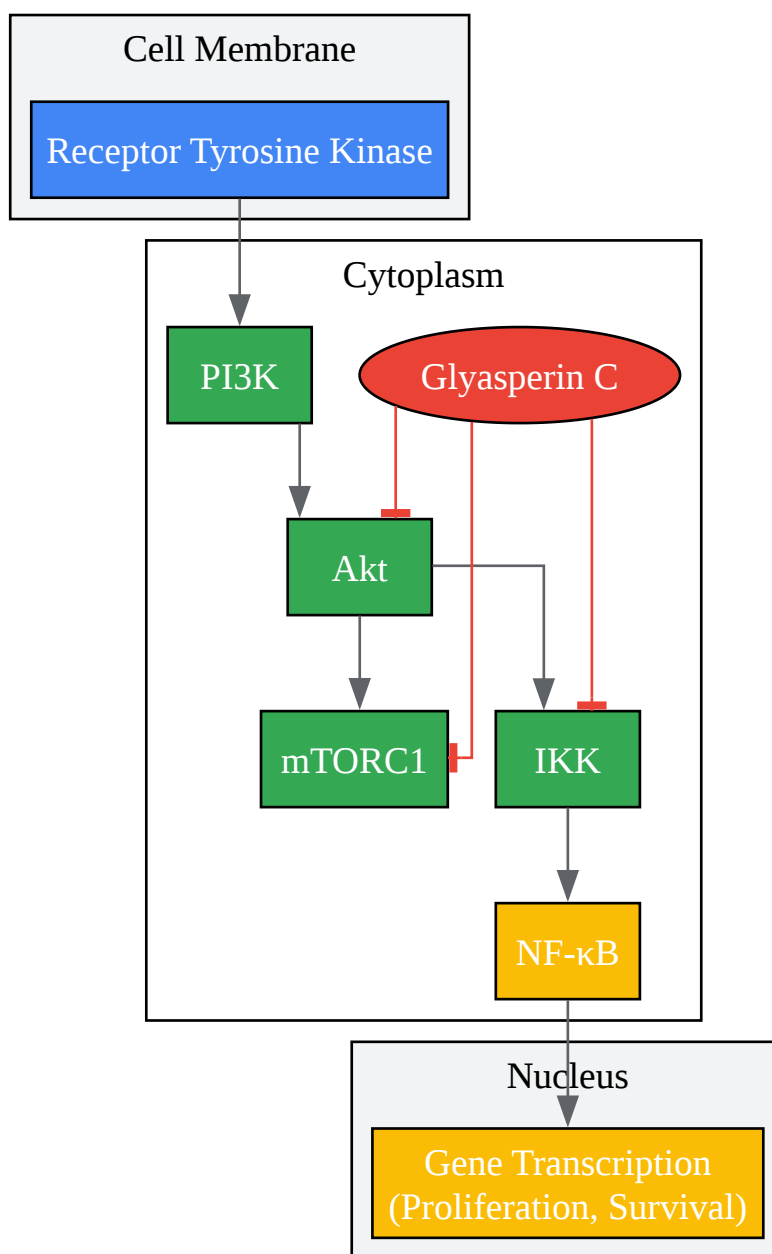 Cell Membrane
Receptor Tyrosine Kinase
Cytoplasm
PI3K
Glyasperin C
Akt
mTORC1
IKK
NF-κB
Nucleus
Gene Transcription
(Proliferation, Survival)